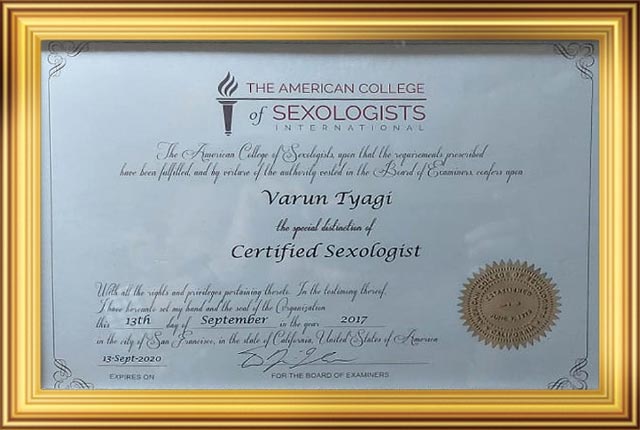 THE AMERICAN COLLEGE
of SEXOLOGISTS
INTERNATIONAL
The American College of Sexologists, upon that the requirements prescribed
have been fulfilled, and by verture of the authority vested in the Board of Examiners, confers upon
Varun Tyagi
the special distinction of
Certified Sexologist
With all the rights and privileges pertaining thereto. In the testimony thereof,
I have hereunto set my hand and the seal of the Organization
this 13th day of September in the year 2017
in the city of San Francisco, in the state of California, United States of America
13-Sept-2020
EXPIRES ON
FOR THE BOARD OF EXAMINERS